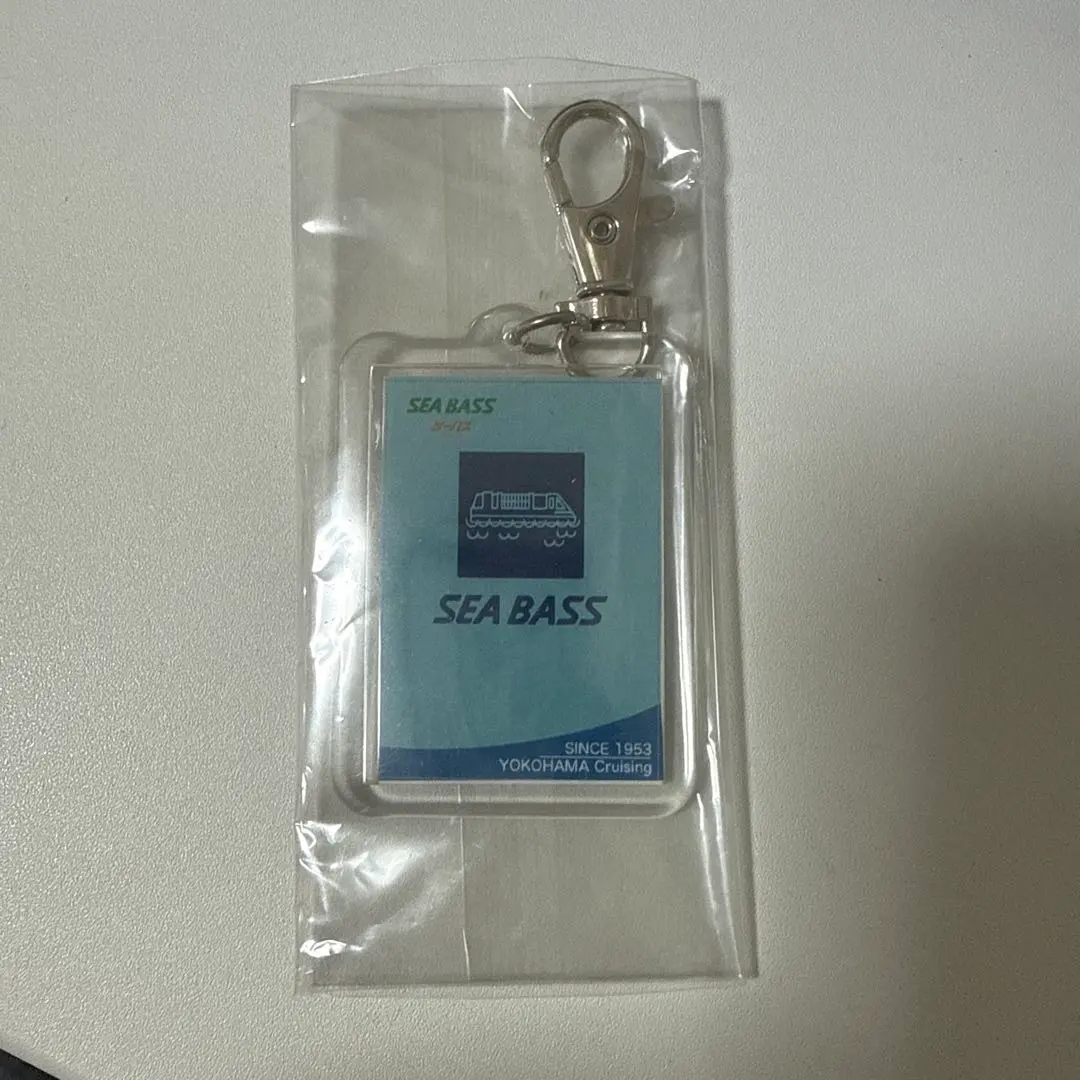 SEA BASS
シーバス
SEA BASS
SINCE 1953
YOKOHAMA Cruising